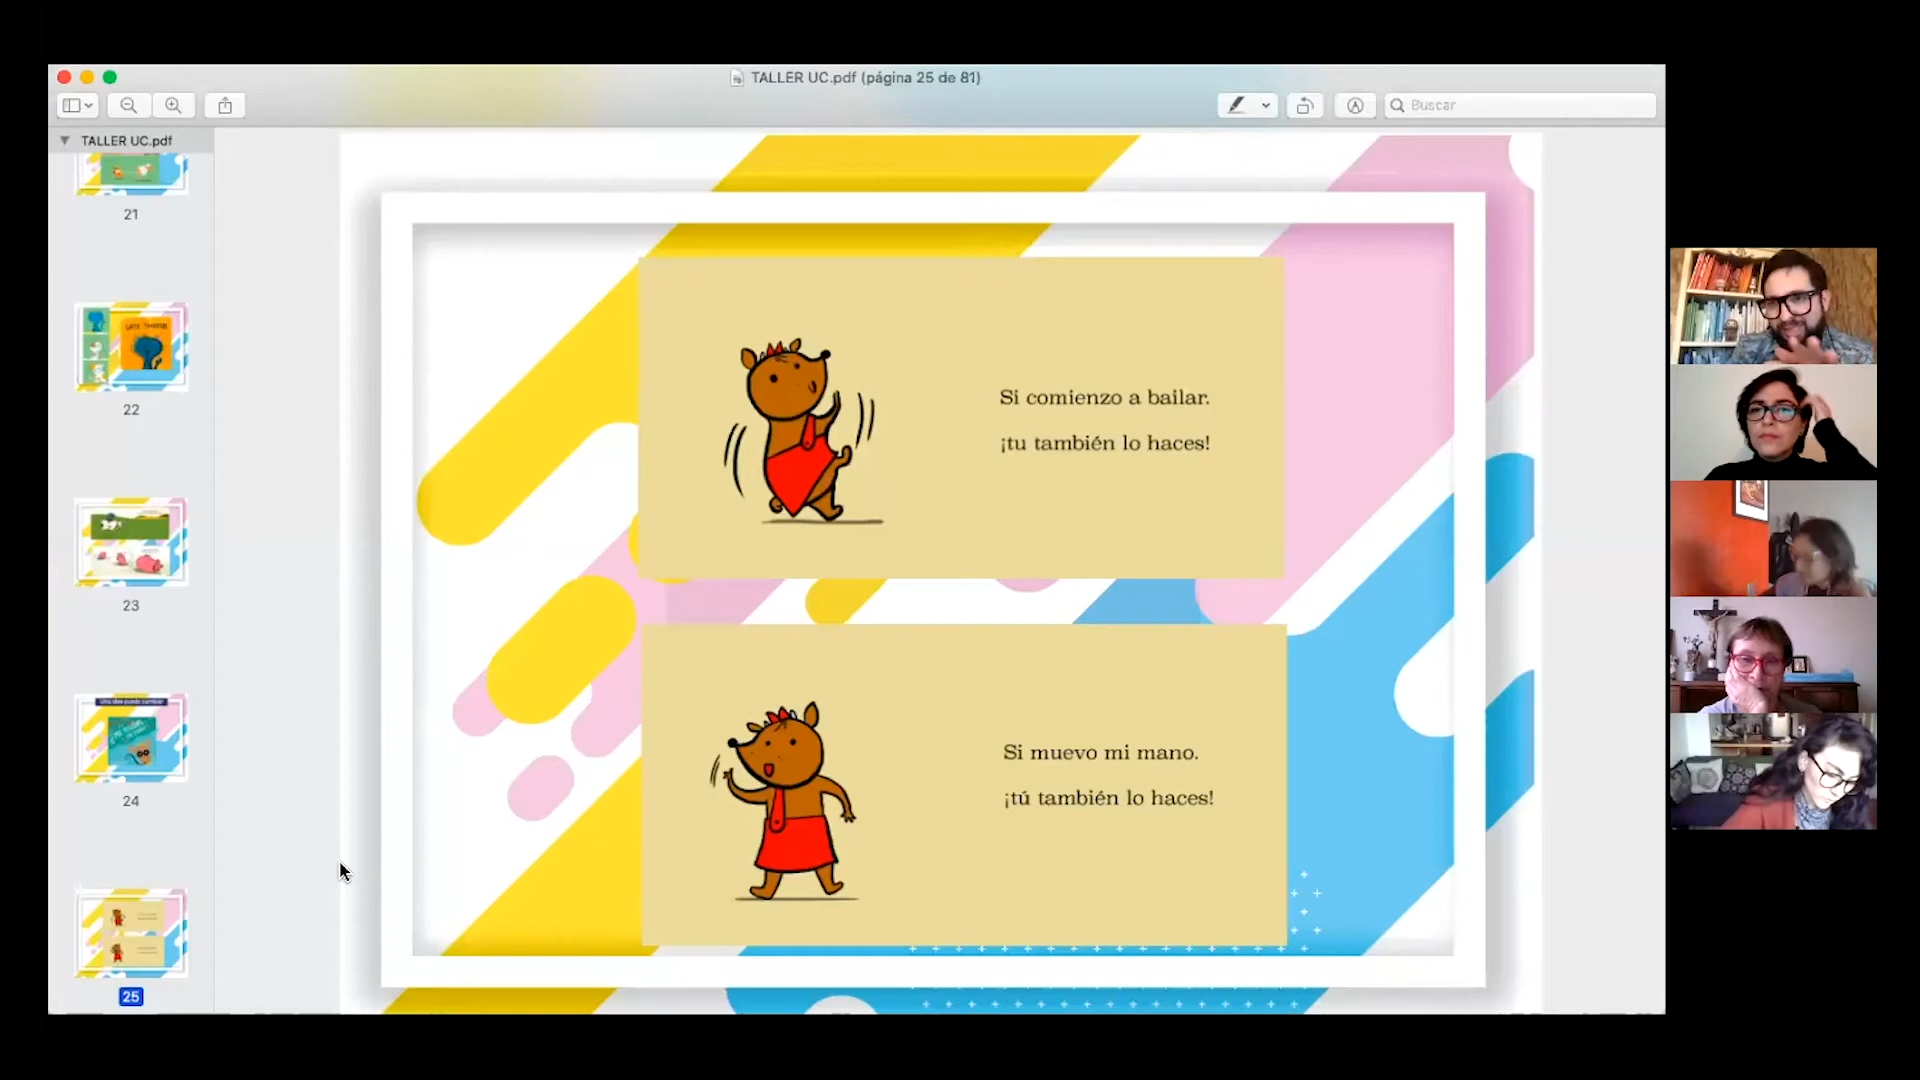 TALLER UC.pdf (página 25 de 81)
Buscar
TALLER UC.pdf
21
22
23
24
25
Si comienzo a bailar.
¡tu también lo haces!
Si muevo mi mano.
¡tú también lo haces!